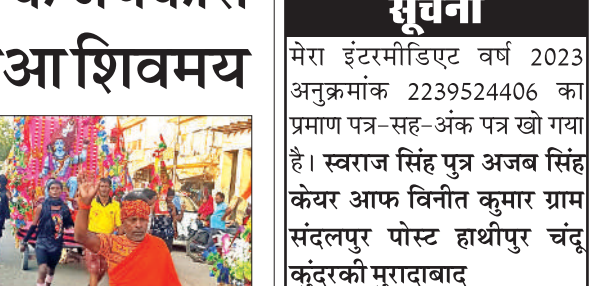 आ शिवमय
सूचना
मेरा इंटरमीडिएट वर्ष 2023
अनुक्रमांक 2239524406 का
प्रमाण पत्र-सह-अंक पत्र खो गया
है। स्वराज सिंह पुत्र अजब सिंह
केयर आफ विनीत कुमार ग्राम
संदलपुर पोस्ट हाथीपुर चंदू
कुंदरकी मुरादाबाद